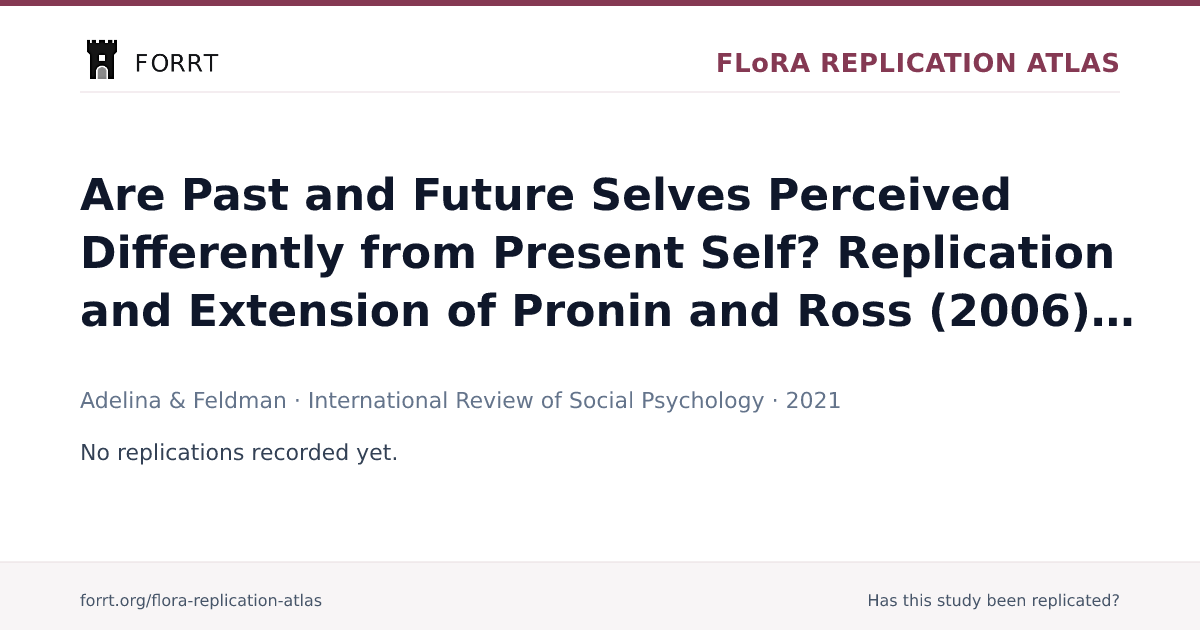 FORRT
FLoRA REPLICATION ATLAS
Are Past and Future Selves Perceived
Differently from Present Self? Replication
and Extension of Pronin and Ross (2006)…
Adelina & Feldman · International Review of Social Psychology · 2021
No replications recorded yet.
forrt.org/flora-replication-atlas
Has this study been replicated?